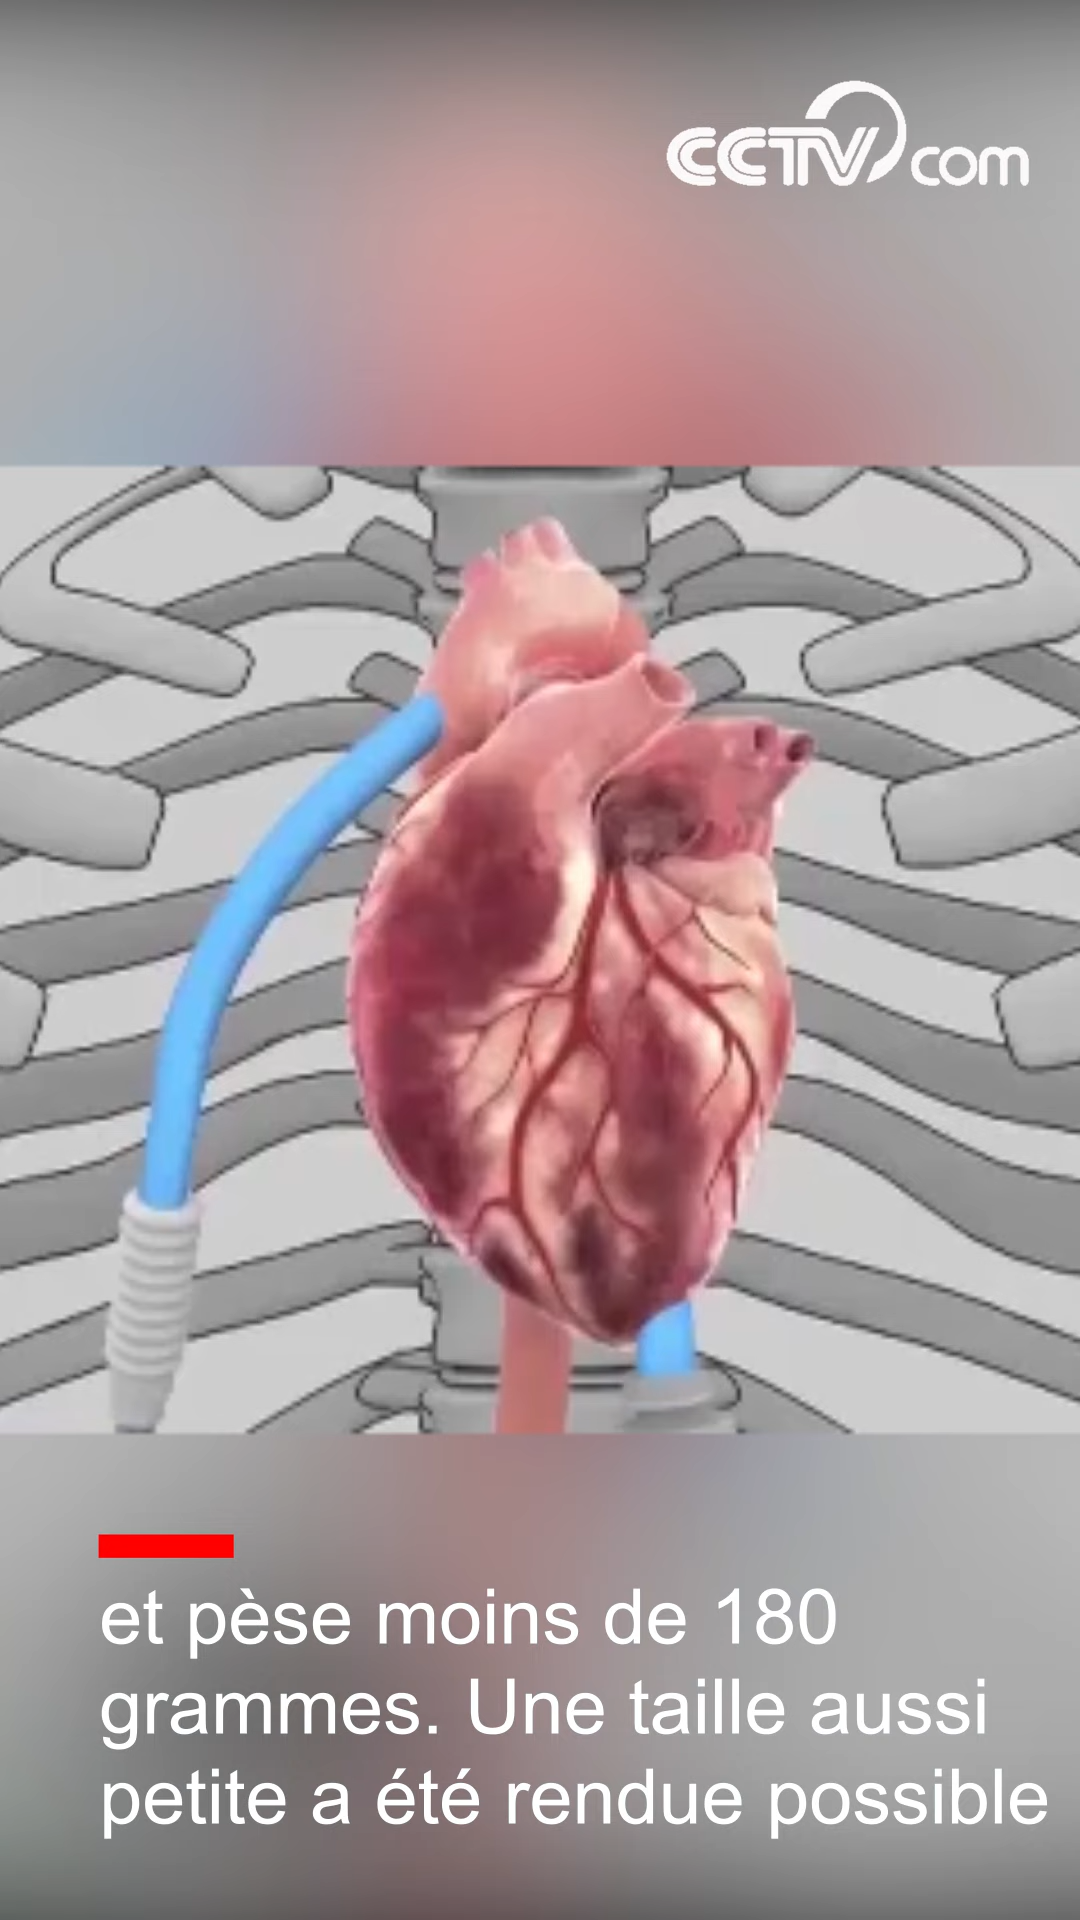 CCTV com
et pèse moins de 180
grammes. Une taille aussi
petite a été rendue possible